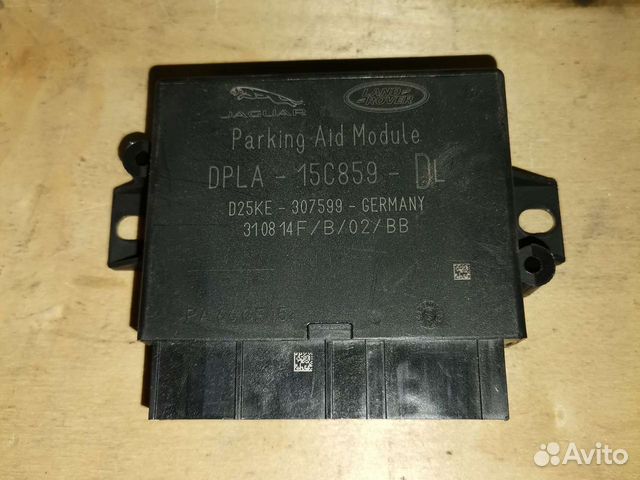 JAGUAR
LAND
ROVER
Parking Aid Module
DPLA - 15C859 - DL
D25KE - 307599 - GERMANY
310814F/B/02/BB
Avito